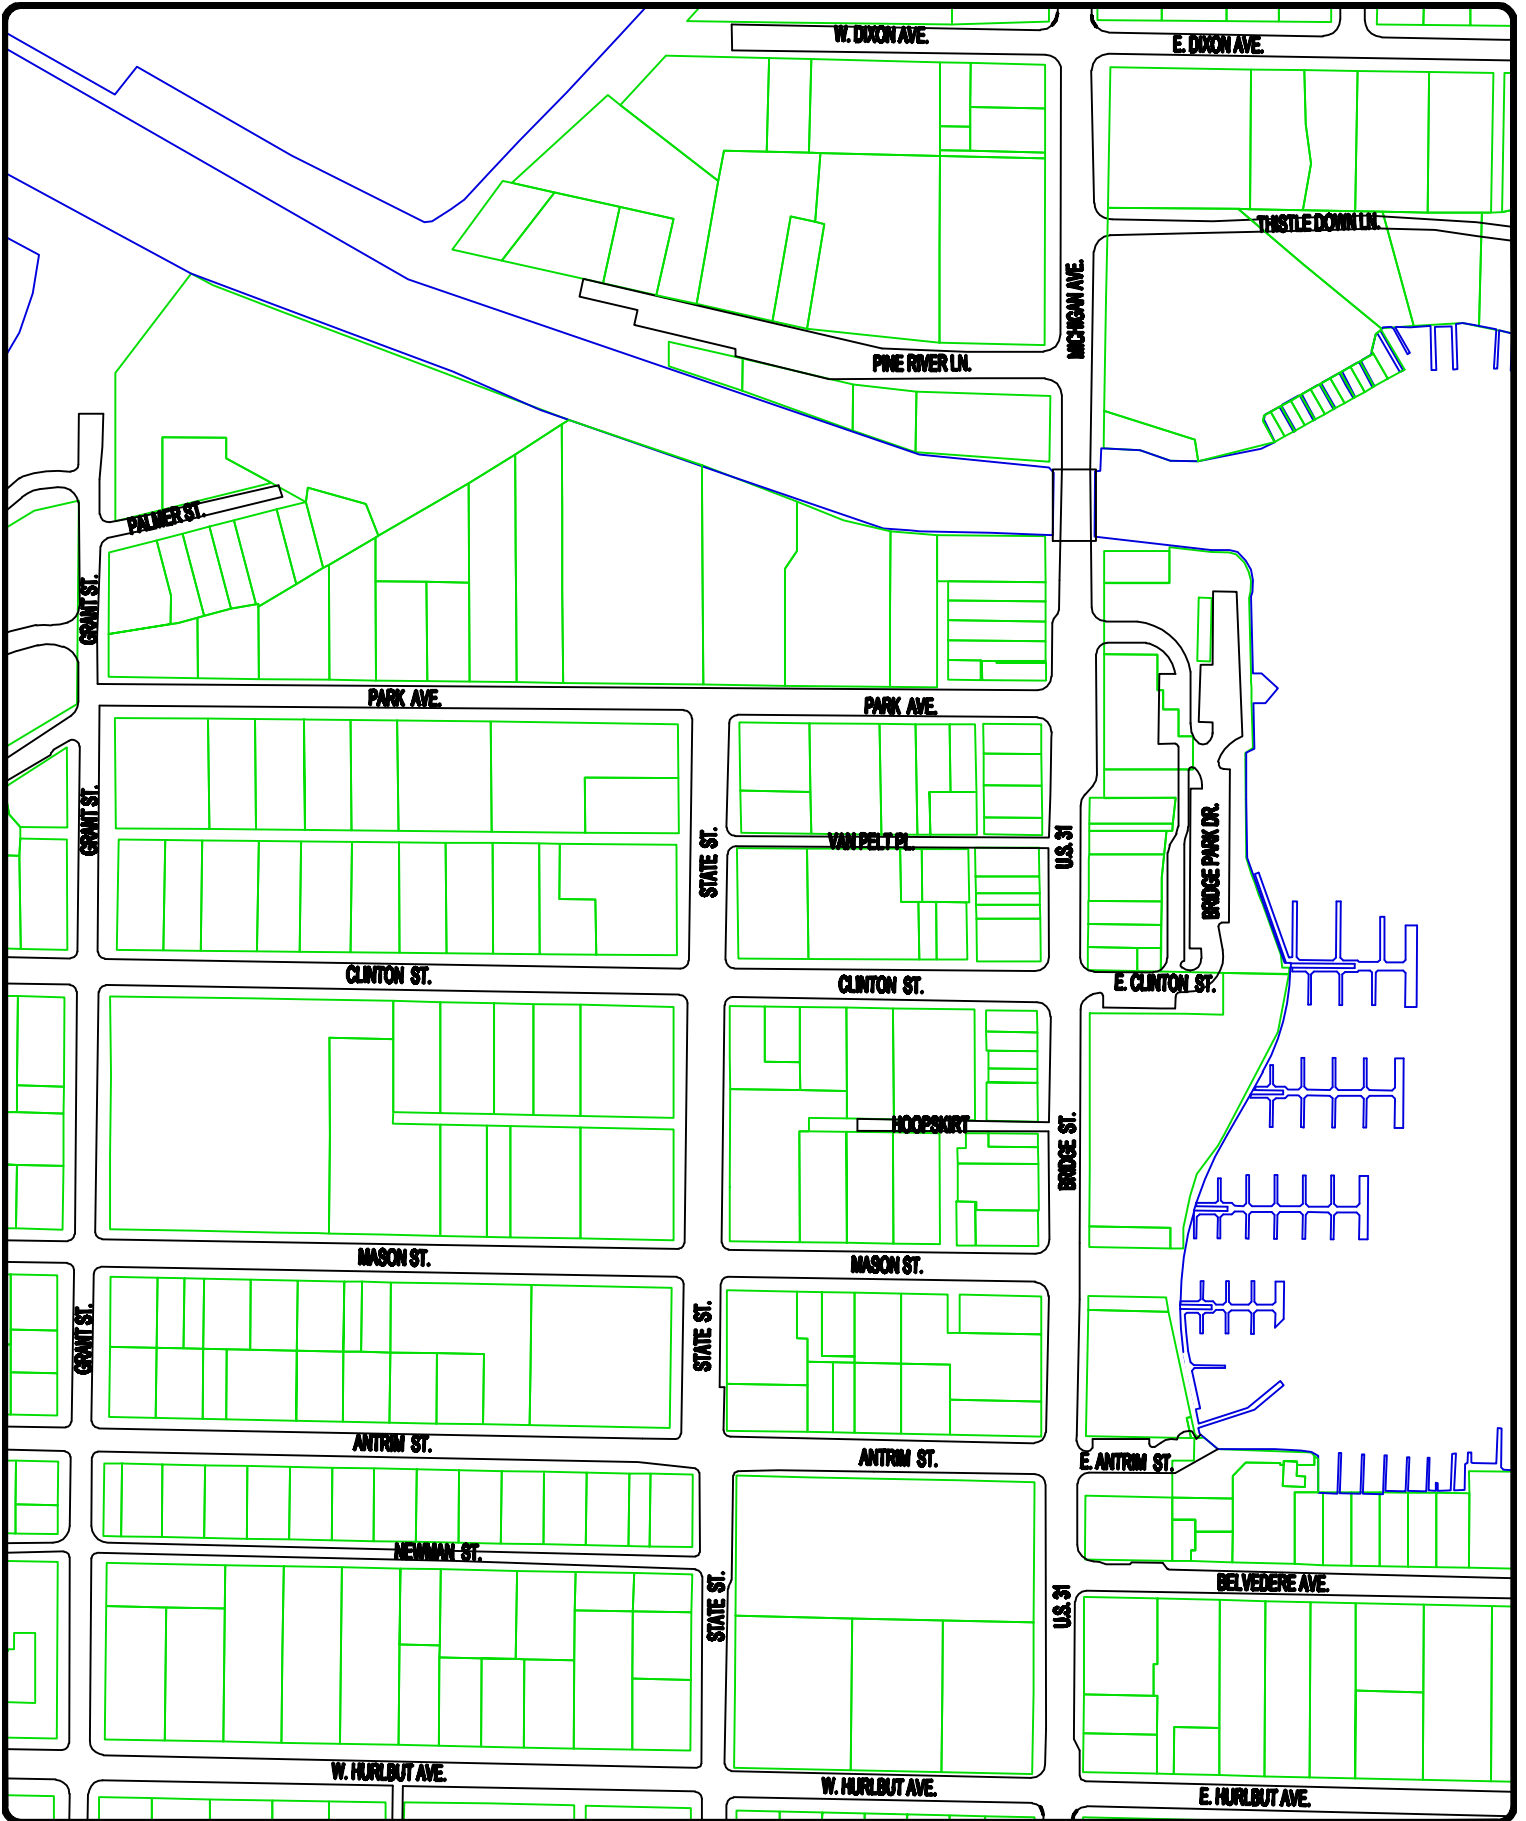 W. DIXON AVE.
E. DIXON AVE.
THISTLE DOWN LN.
MICHIGAN AVE.
PINE RIVER LN.
PALMER ST.
GRANT ST.
PARK AVE.
PARK AVE.
GRANT ST.
STATE ST.
VAN PELT PL.
U.S. 31
BRIDGE PARK DR.
CLINTON ST.
CLINTON ST.
E. CLINTON ST.
HOOPSKIRT
BRIDGE ST.
MASON ST.
MASON ST.
GRANT ST.
STATE ST.
ANTRIM ST.
ANTRIM ST.
E. ANTRIM ST.
NEWMAN ST.
STATE ST.
U.S. 31
BELVEDERE AVE.
W. HURLBUT AVE.
W. HURLBUT AVE.
E. HURLBUT AVE.